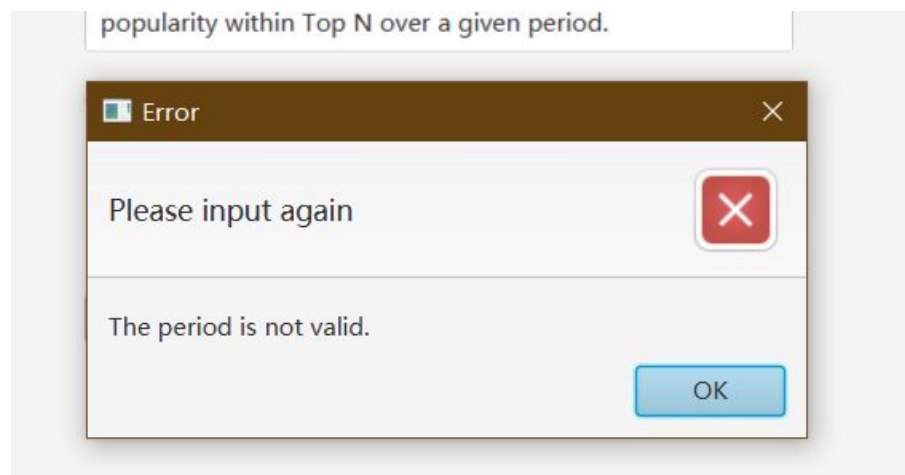 popularity within Top N over a given period.
Error
Please input again
The period is not valid.
OK